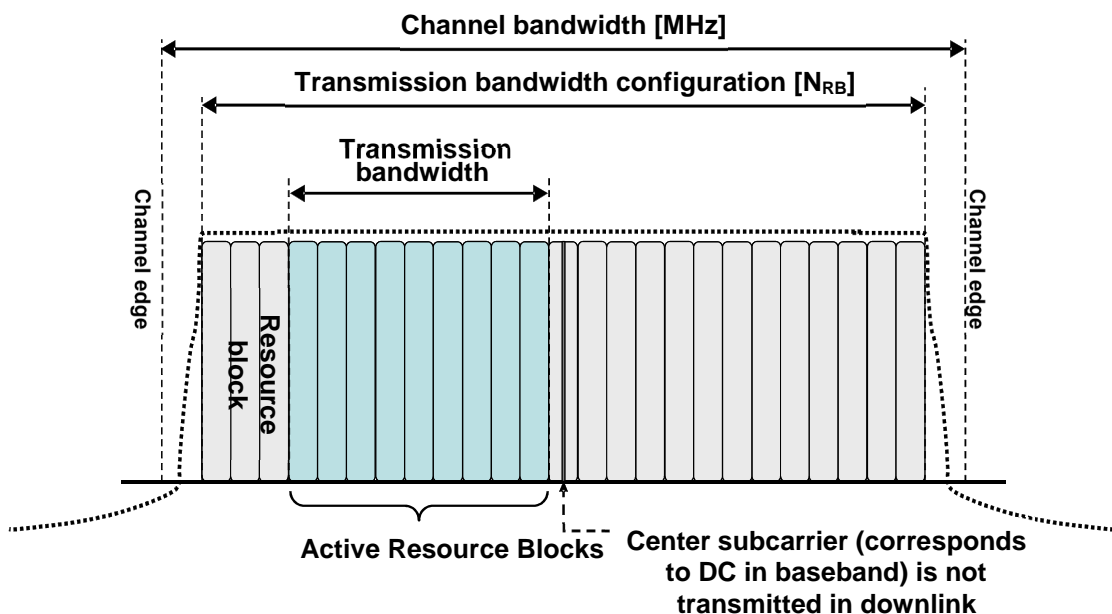 Channel bandwidth [MHz]
Transmission bandwidth configuration [N_RB]
Transmission
bandwidth
Channel edge
Channel edge
Resource
block
Active Resource Blocks
Center subcarrier (corresponds
to DC in baseband) is not
transmitted in downlink